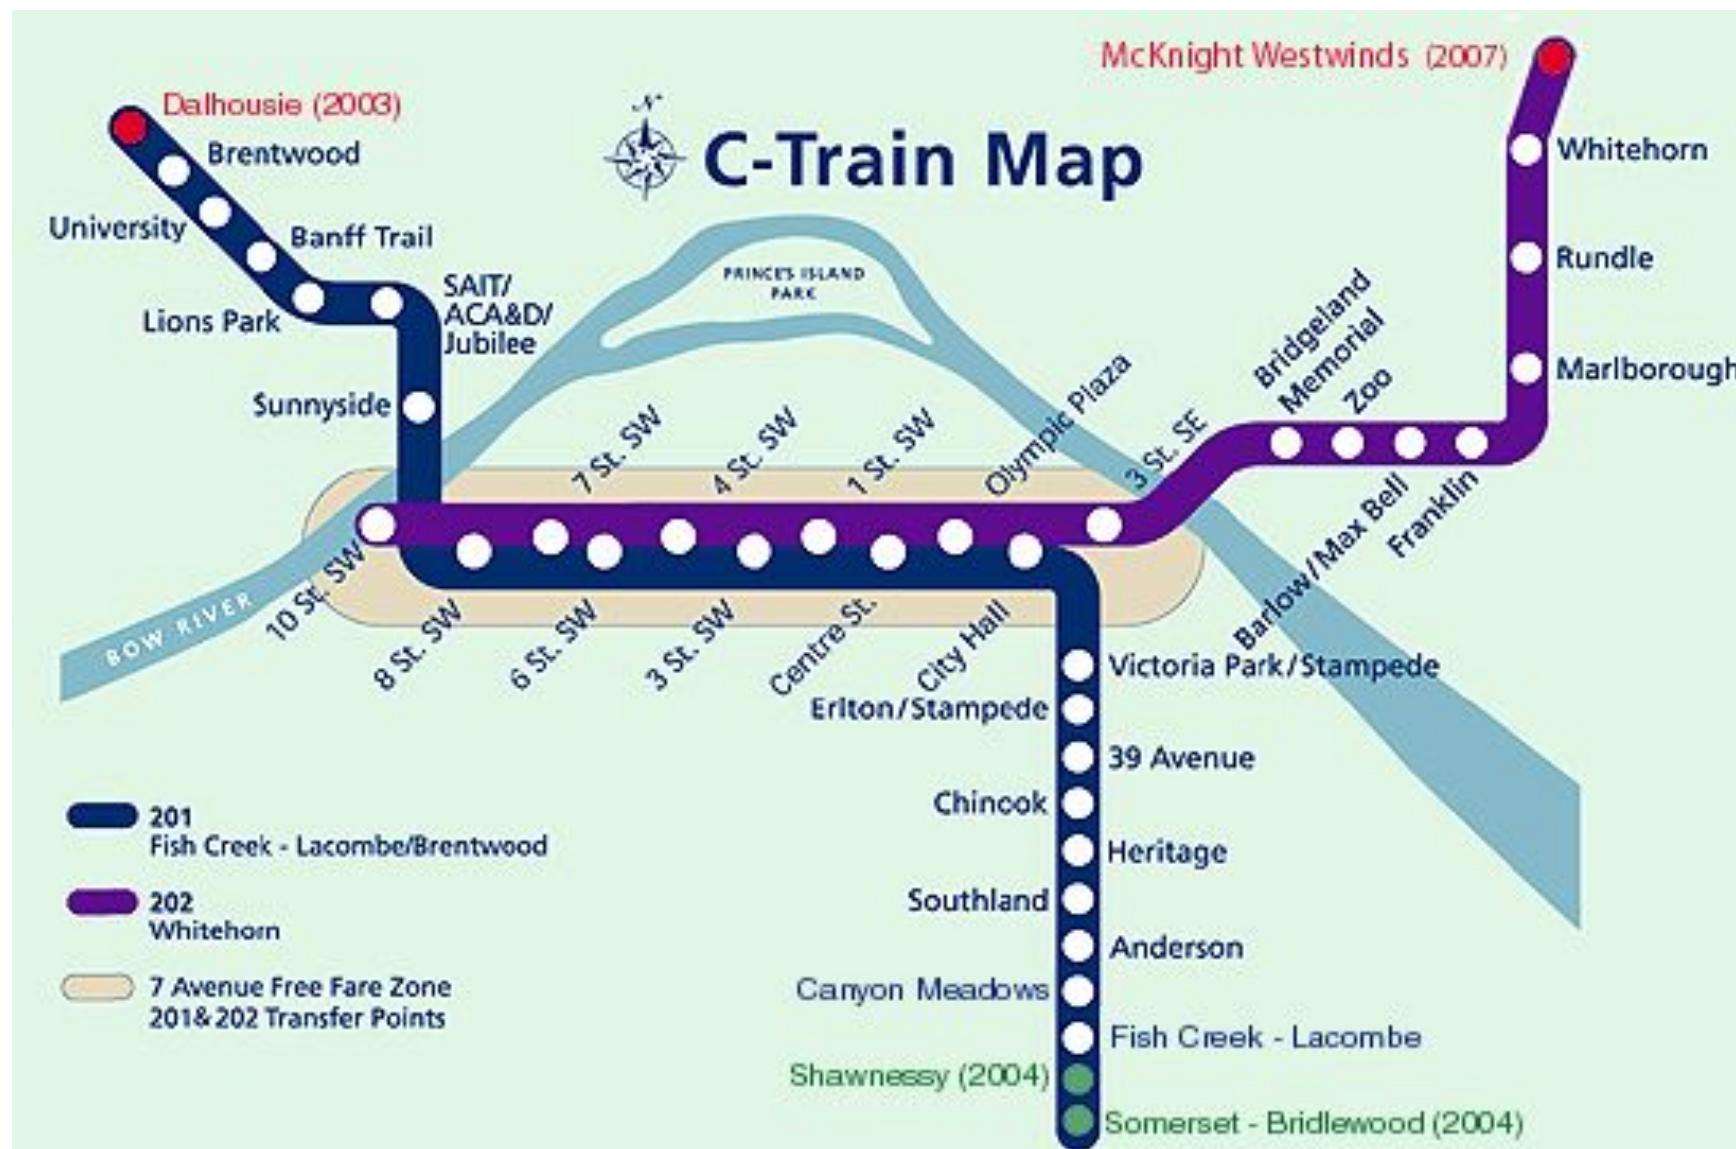 McKnight Westwinds (2007)
Dalhousie (2003)
N
C-Train Map
Brentwood
Whitehorn
University
Banff Trail
Rundle
PRINCE'S ISLAND
PARK
SAIT/
ACA&D/
Jubilee
Lions Park
Bridgeland
Memorial
Zoo
Marlborough
Sunnyside
7 St. SW
4 St. SW
1 St. SW
Olympic Plaza
3 St. SE
Barlow/Max Bell
Franklin
BOW RIVER
10 St. SW
8 St. SW
6 St. SW
3 St. SW
Centre St.
City Hall
Victoria Park/Stampede
Erlton/Stampede
39 Avenue
Chinook
Heritage
Southland
Anderson
Canyon Meadows
Fish Creek - Lacombe
Shawnessy (2004)
Somerset - Bridlewood (2004)
201
Fish Creek - Lacombe/Brentwood
202
Whitehorn
7 Avenue Free Fare Zone
201&202 Transfer Points